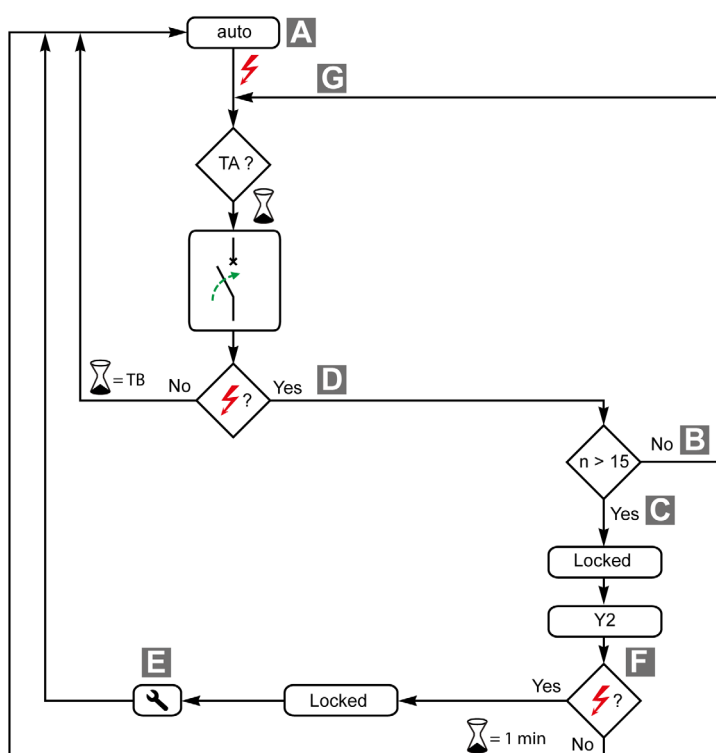 auto A
G
TA ?
= TB
No
?
Yes
D
n > 15
No B
Yes C
Locked
Y2
E
F
Yes
?
Locked
= 1 min
No